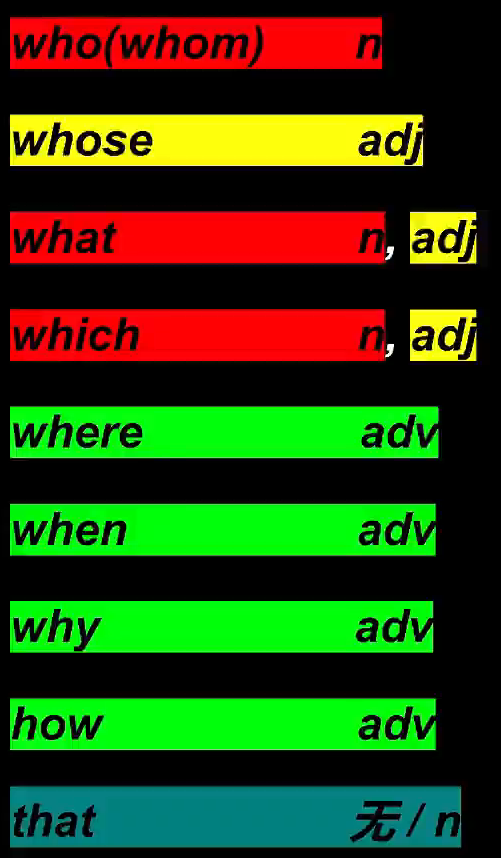 who(whom) n
whose adj
what n, adj
which n, adj
where adv
when adv
why adv
how adv
that 无 / n